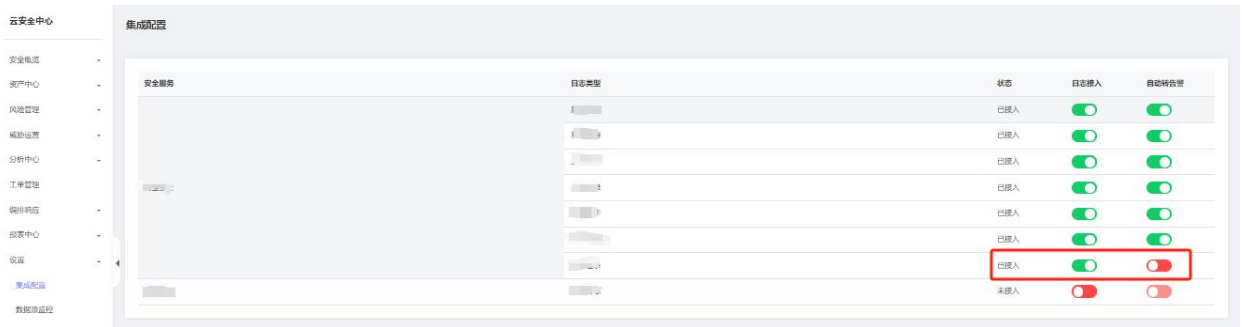 云安全中心
集成配置
安全概览
资产中心
风险管理
威胁运营
分析中心
工单管理
编排响应
报表中心
设置
集成配置
数据源监控
安全服务 日志类型 状态 日志接入 自动转告警
已接入
已接入
已接入
已接入
已接入
已接入
已接入
未接入